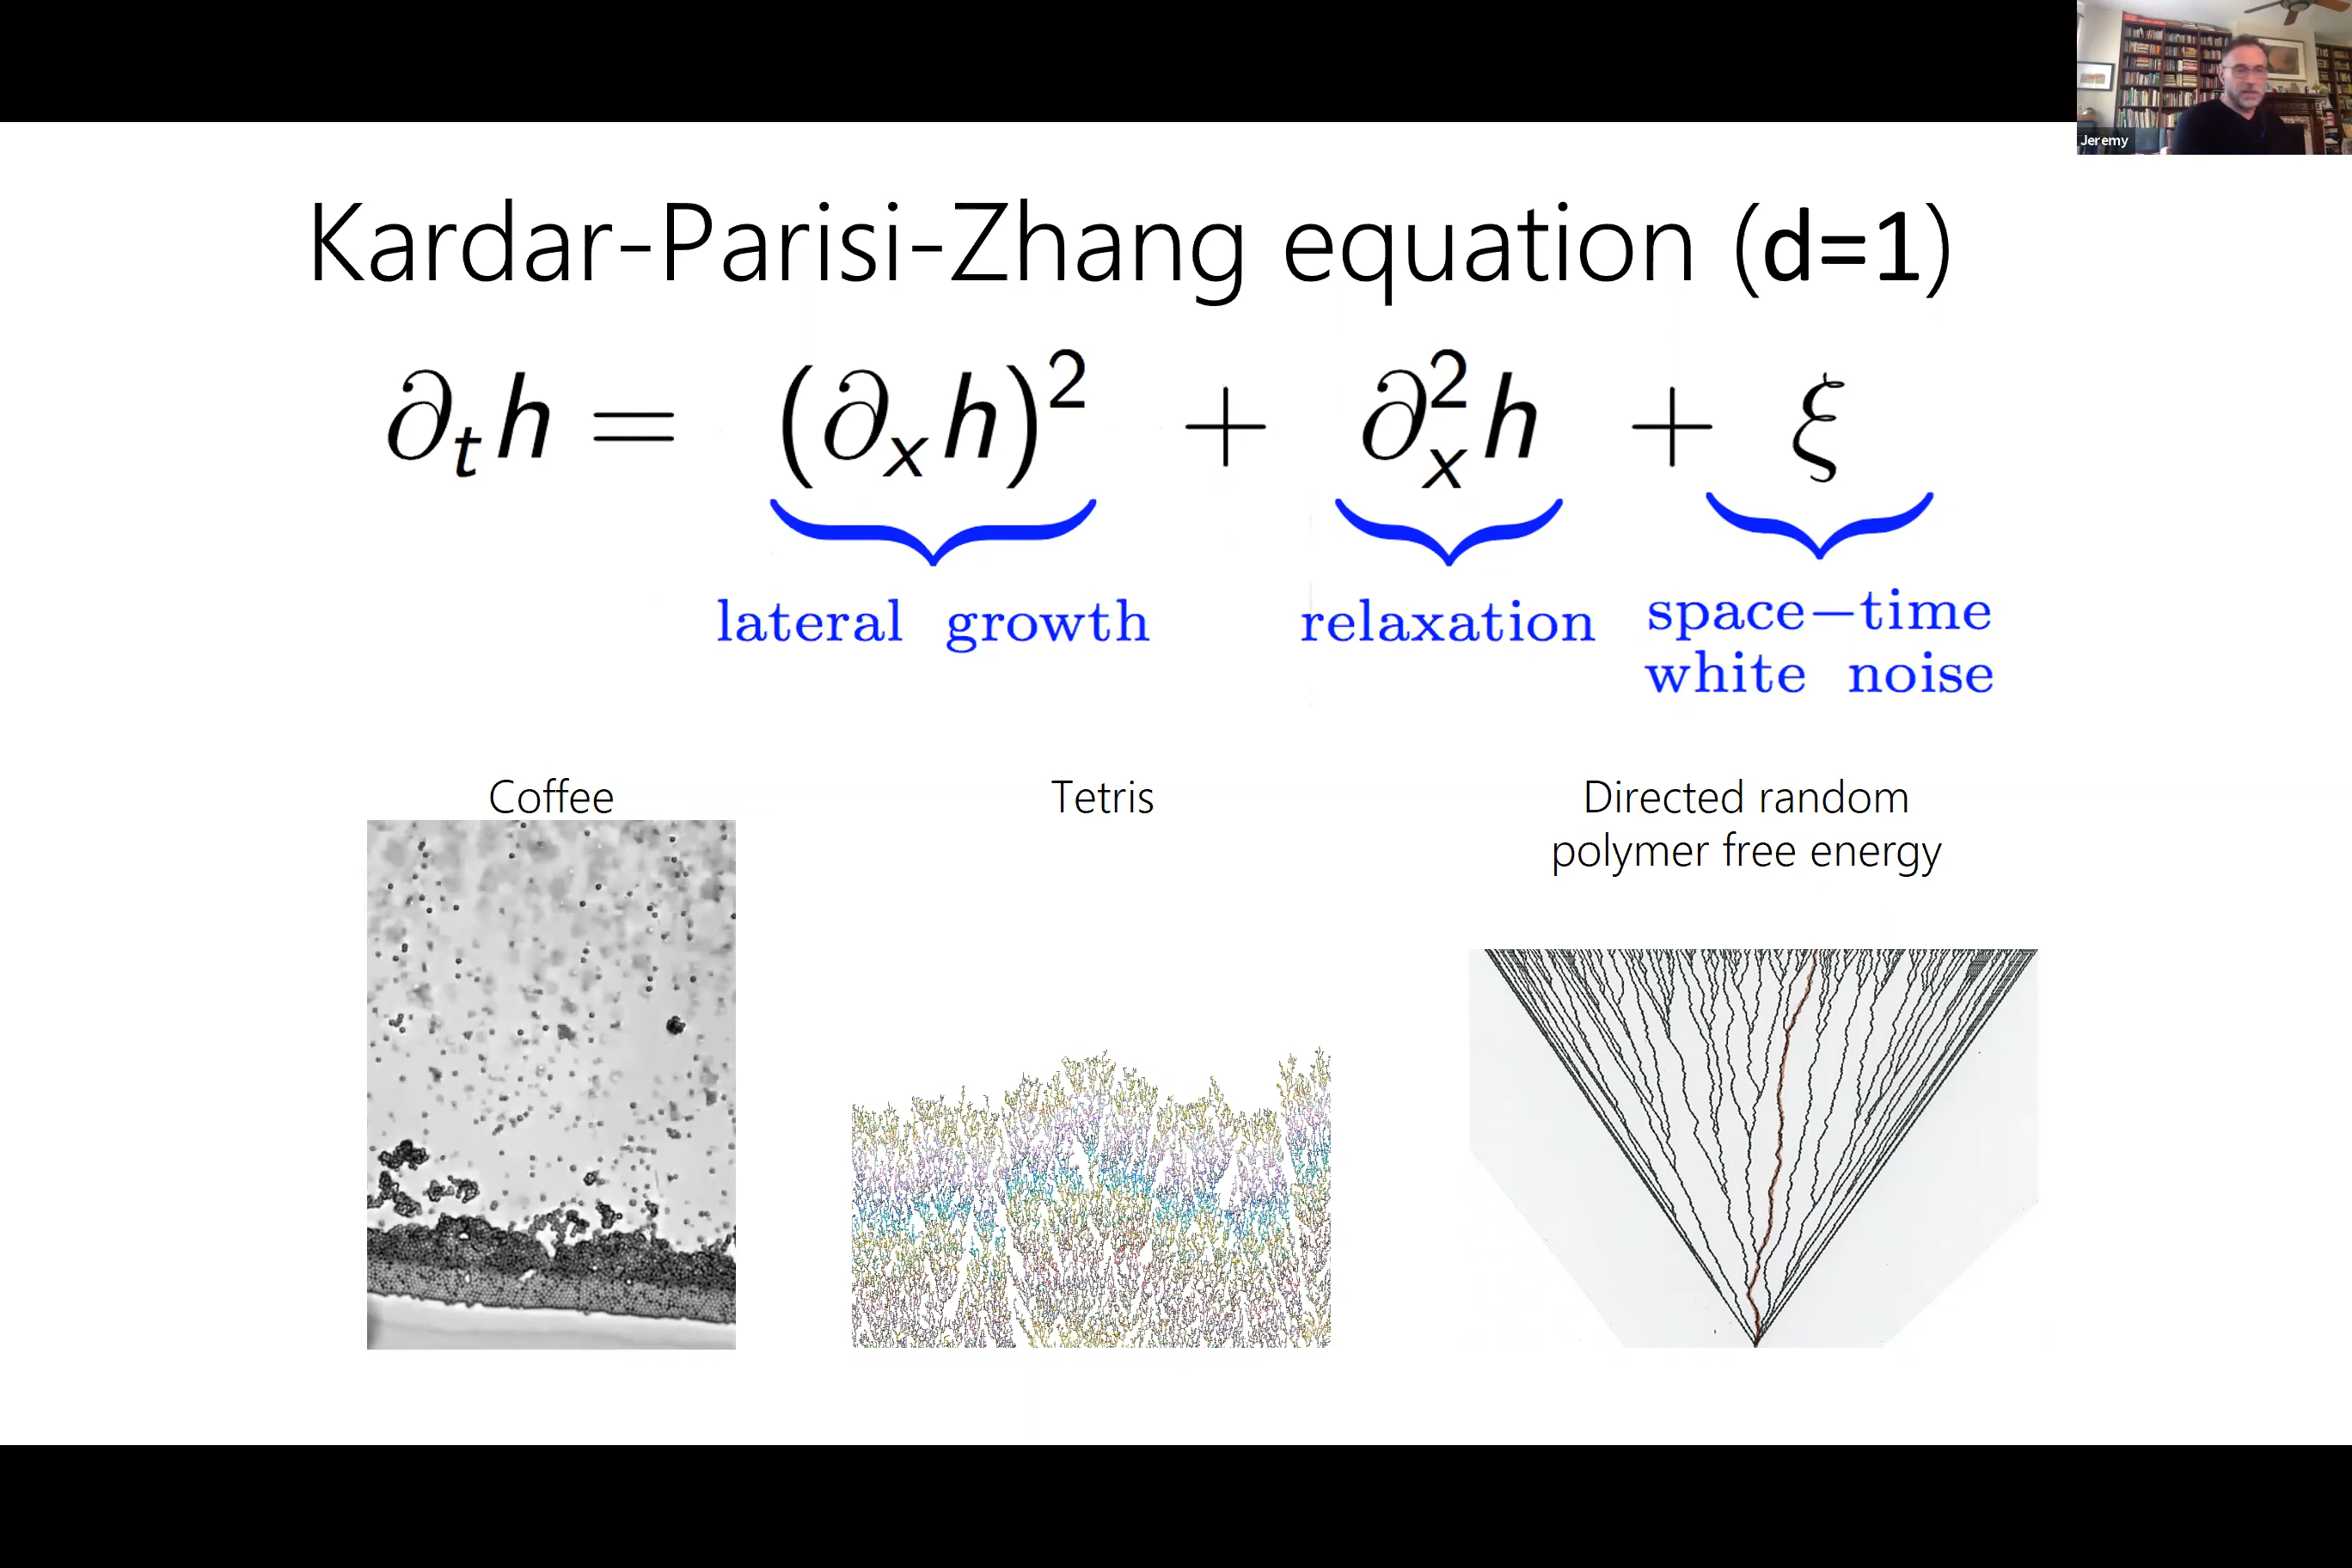 Jeremy
Kardar-Parisi-Zhang equation (d=1)
∂ₜh = (∂ₓh)² + ∂ₓ²h + ξ
lateral growth
relaxation
space−time
white noise
Coffee
Tetris
Directed random
polymer free energy